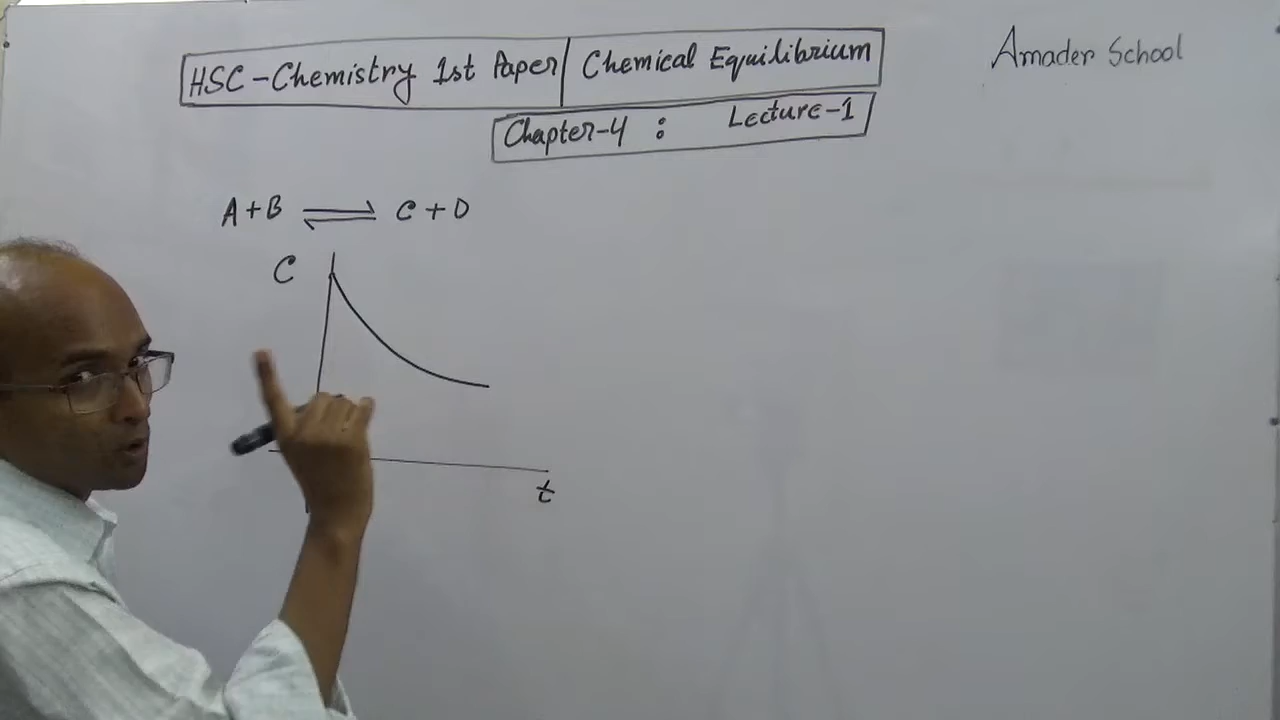 HSC-Chemistry 1st Paper | Chemical Equilibrium
Amader School
Chapter-4 : Lecture-1
A+B ⇌ C+D
C
t